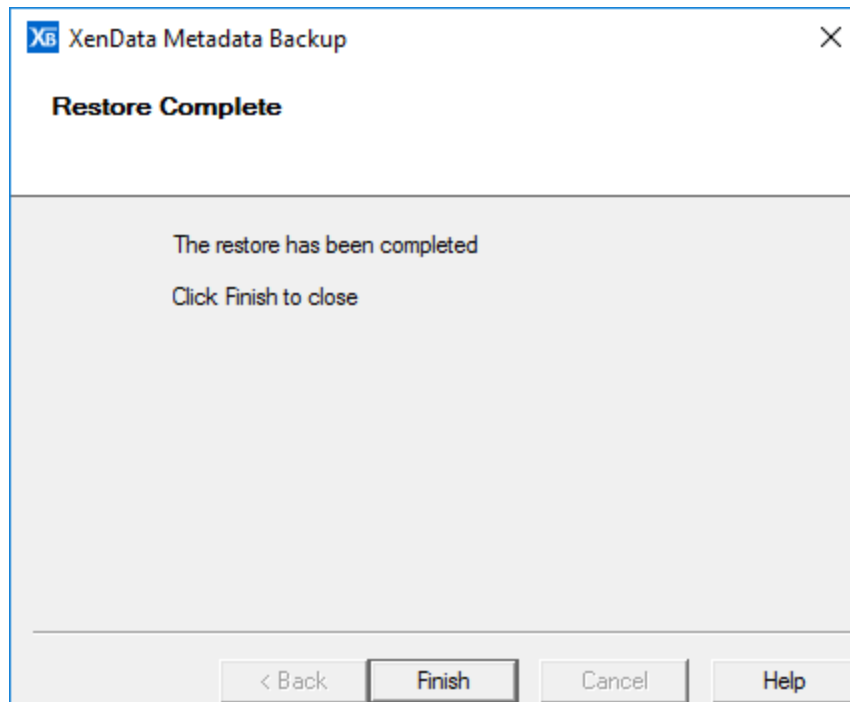 XB XenData Metadata Backup
Restore Complete
The restore has been completed
Click Finish to close
< Back Finish Cancel Help